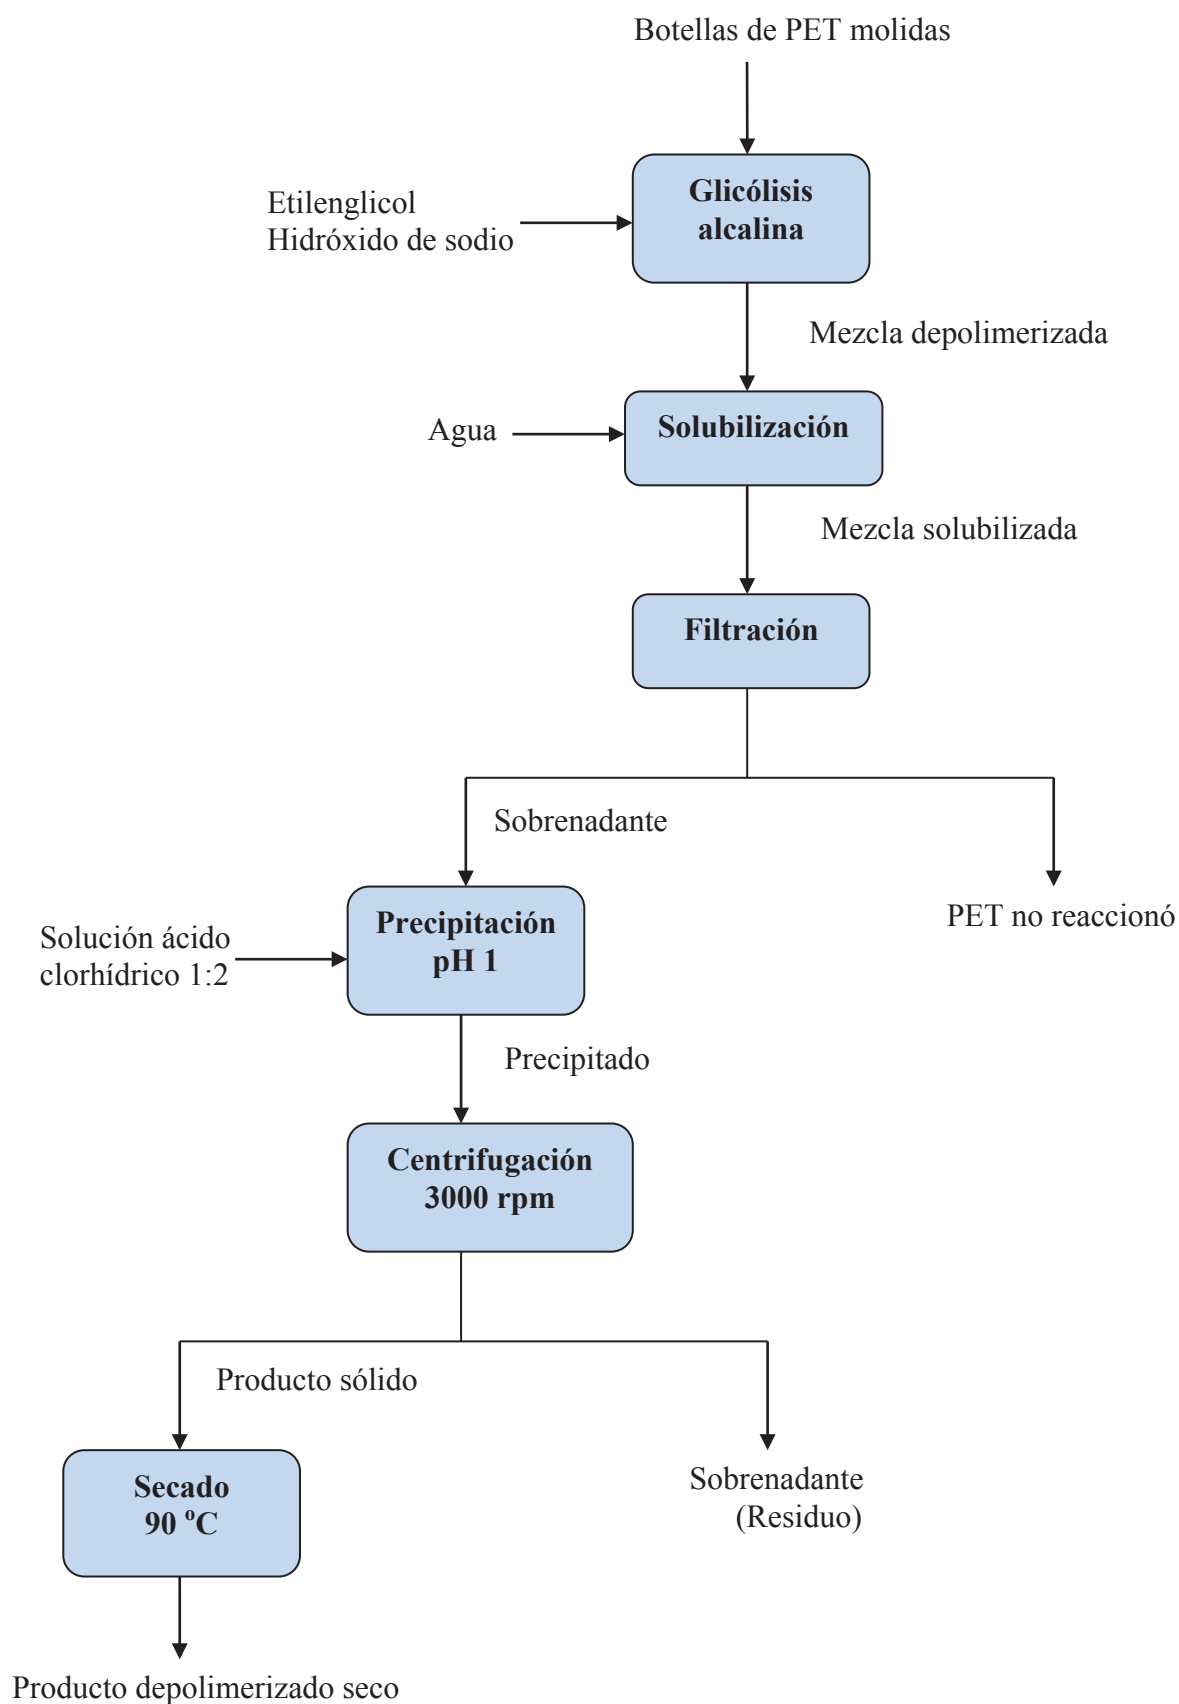 Botellas de PET molidas
Glicólisis
alcalina
Etilenglicol
Hidróxido de sodio
Mezcla depolimerizada
Agua
Solubilización
Mezcla solubilizada
Filtración
Sobrenadante
PET no reaccionó
Precipitación
pH 1
Solución ácido
clorhídrico 1:2
Precipitado
Centrifugación
3000 rpm
Producto sólido
Sobrenadante
(Residuo)
Secado
90 ºC
Producto depolimerizado seco